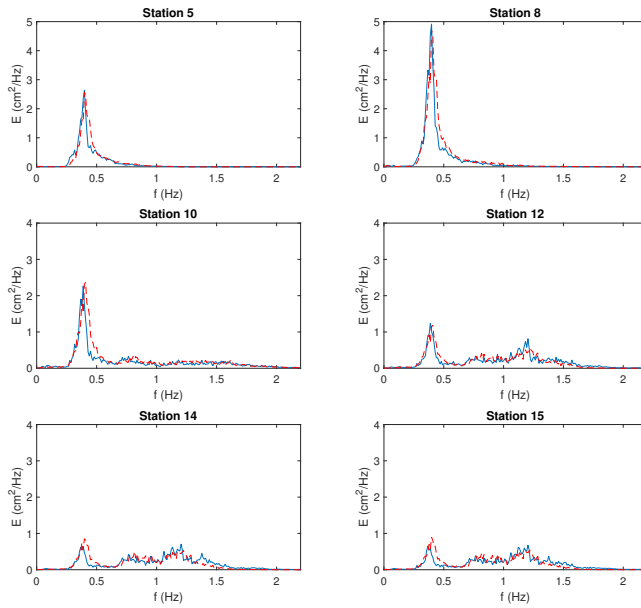 Station 5
5
4
3
2
1
0
E (cm²/Hz)
0 0.5 1 1.5 2
f (Hz)
Station 8
5
4
3
2
1
0
E (cm²/Hz)
0 0.5 1 1.5 2
f (Hz)
Station 10
4
3
2
1
0
E (cm²/Hz)
0 0.5 1 1.5 2
f (Hz)
Station 12
4
3
2
1
0
E (cm²/Hz)
0 0.5 1 1.5 2
f (Hz)
Station 14
4
3
2
1
0
E (cm²/Hz)
0 0.5 1 1.5 2
f (Hz)
Station 15
4
3
2
1
0
E (cm²/Hz)
0 0.5 1 1.5 2
f (Hz)